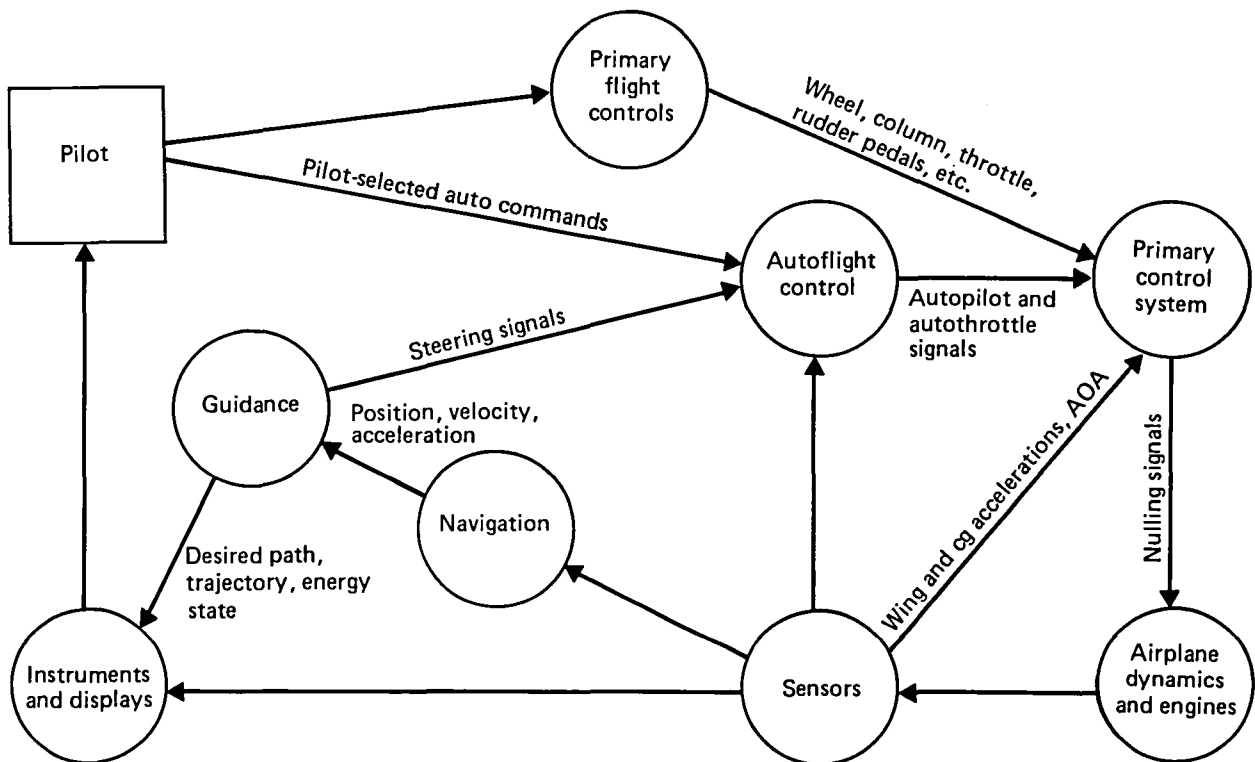 Primary
flight
controls
Wheel, column, throttle,
rudder pedals, etc.
Pilot
Pilot-selected auto commands
Autoflight
control
Primary
control
system
Autopilot and
autothrottle
signals
Steering signals
Guidance
Position, velocity,
acceleration
Navigation
Wing and cg accelerations, AOA
Nulling signals
Desired path,
trajectory, energy
state
Instruments
and displays
Sensors
Airplane
dynamics
and engines